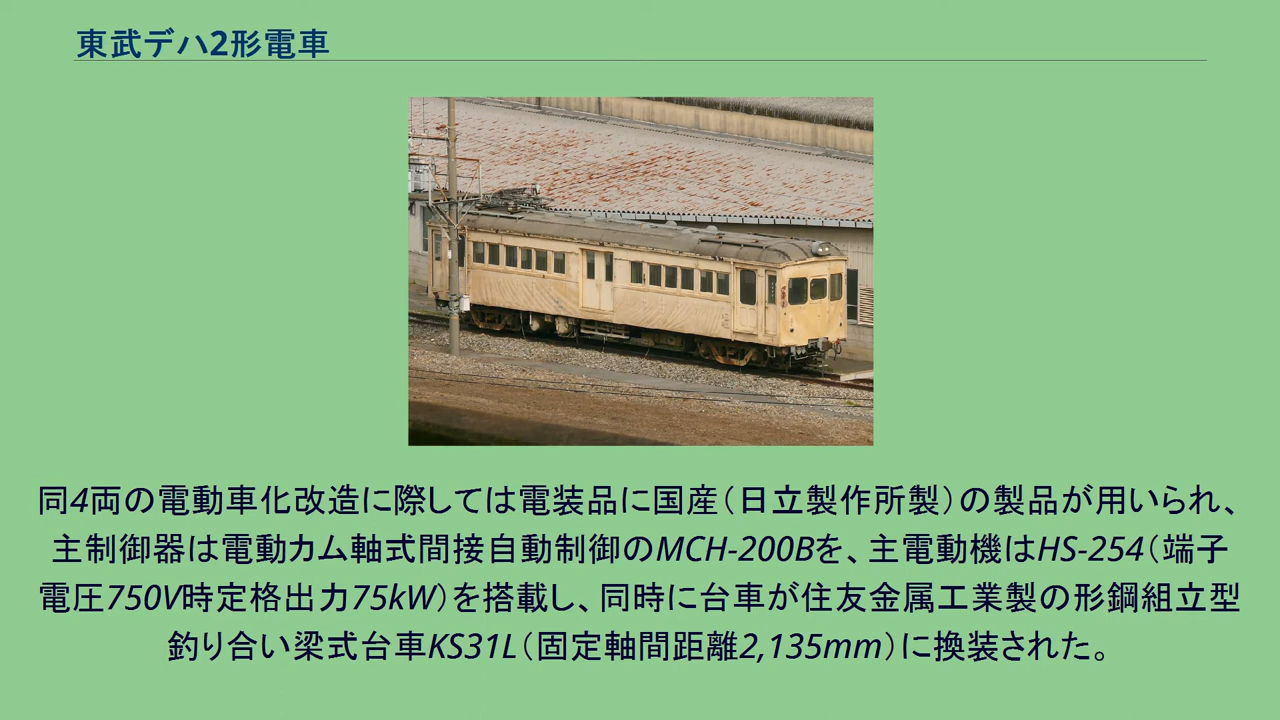 東武デハ2形電車
同4両の電動車化改造に際しては電装品に国産（日立製作所製）の製品が用いられ、
主制御器は電動カム軸式間接自動制御のMCH-200Bを、主電動機はHS-254（端子
電圧750V時定格出力75kW）を搭載し、同時に台車が住友金属工業製の形鋼組立型
釣り合い梁式台車KS31L（固定軸間距離2,135mm）に換装された。